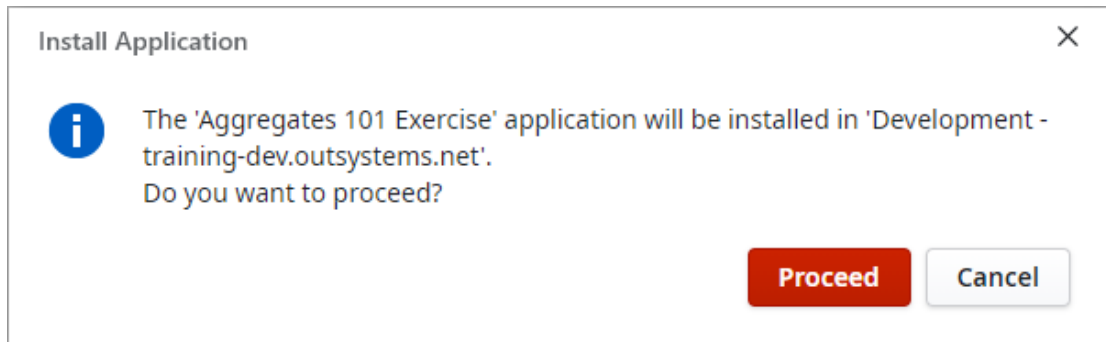 Install Application
The 'Aggregates 101 Exercise' application will be installed in 'Development -
training-dev.outsystems.net'.
Do you want to proceed?
Proceed
Cancel